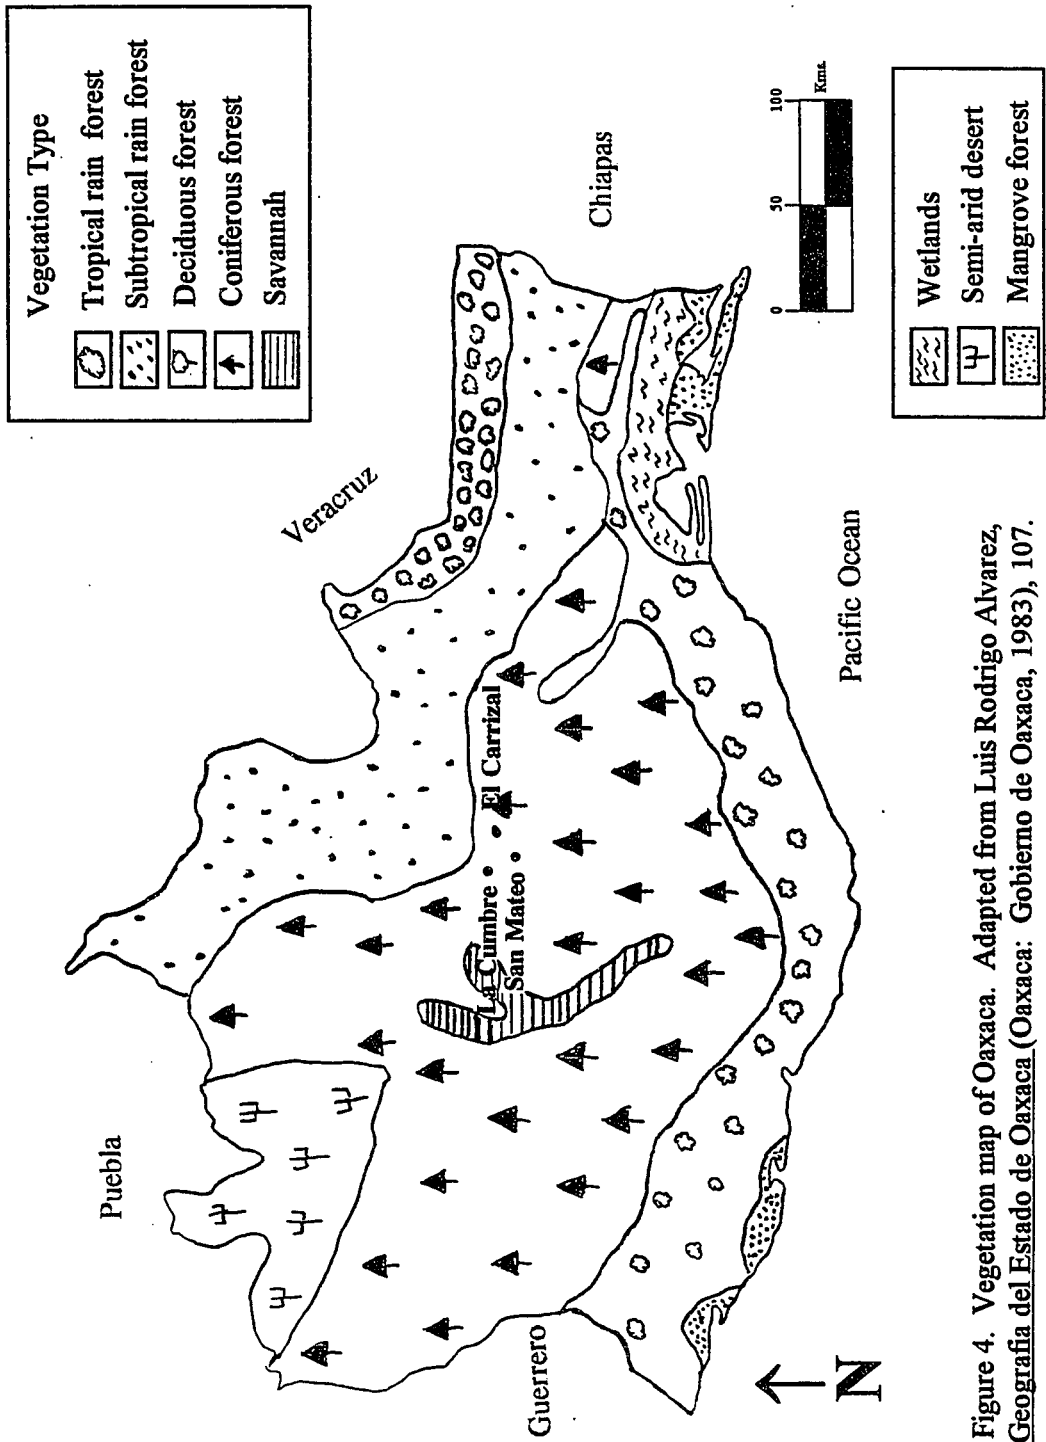 Vegetation Type
Tropical rain forest
Subtropical rain forest
Deciduous forest
Coniferous forest
Savannah
Puebla
Veracruz
Chiapas
Guerrero
La Cumbre
San Mateo
El Carrizal
Pacific Ocean
N
0 50 100
Kms.
Wetlands
Semi-arid desert
Mangrove forest
Figure 4. Vegetation map of Oaxaca. Adapted from Luis Rodrigo Alvarez,
Geografia del Estado de Oaxaca (Oaxaca: Gobierno de Oaxaca, 1983), 107.